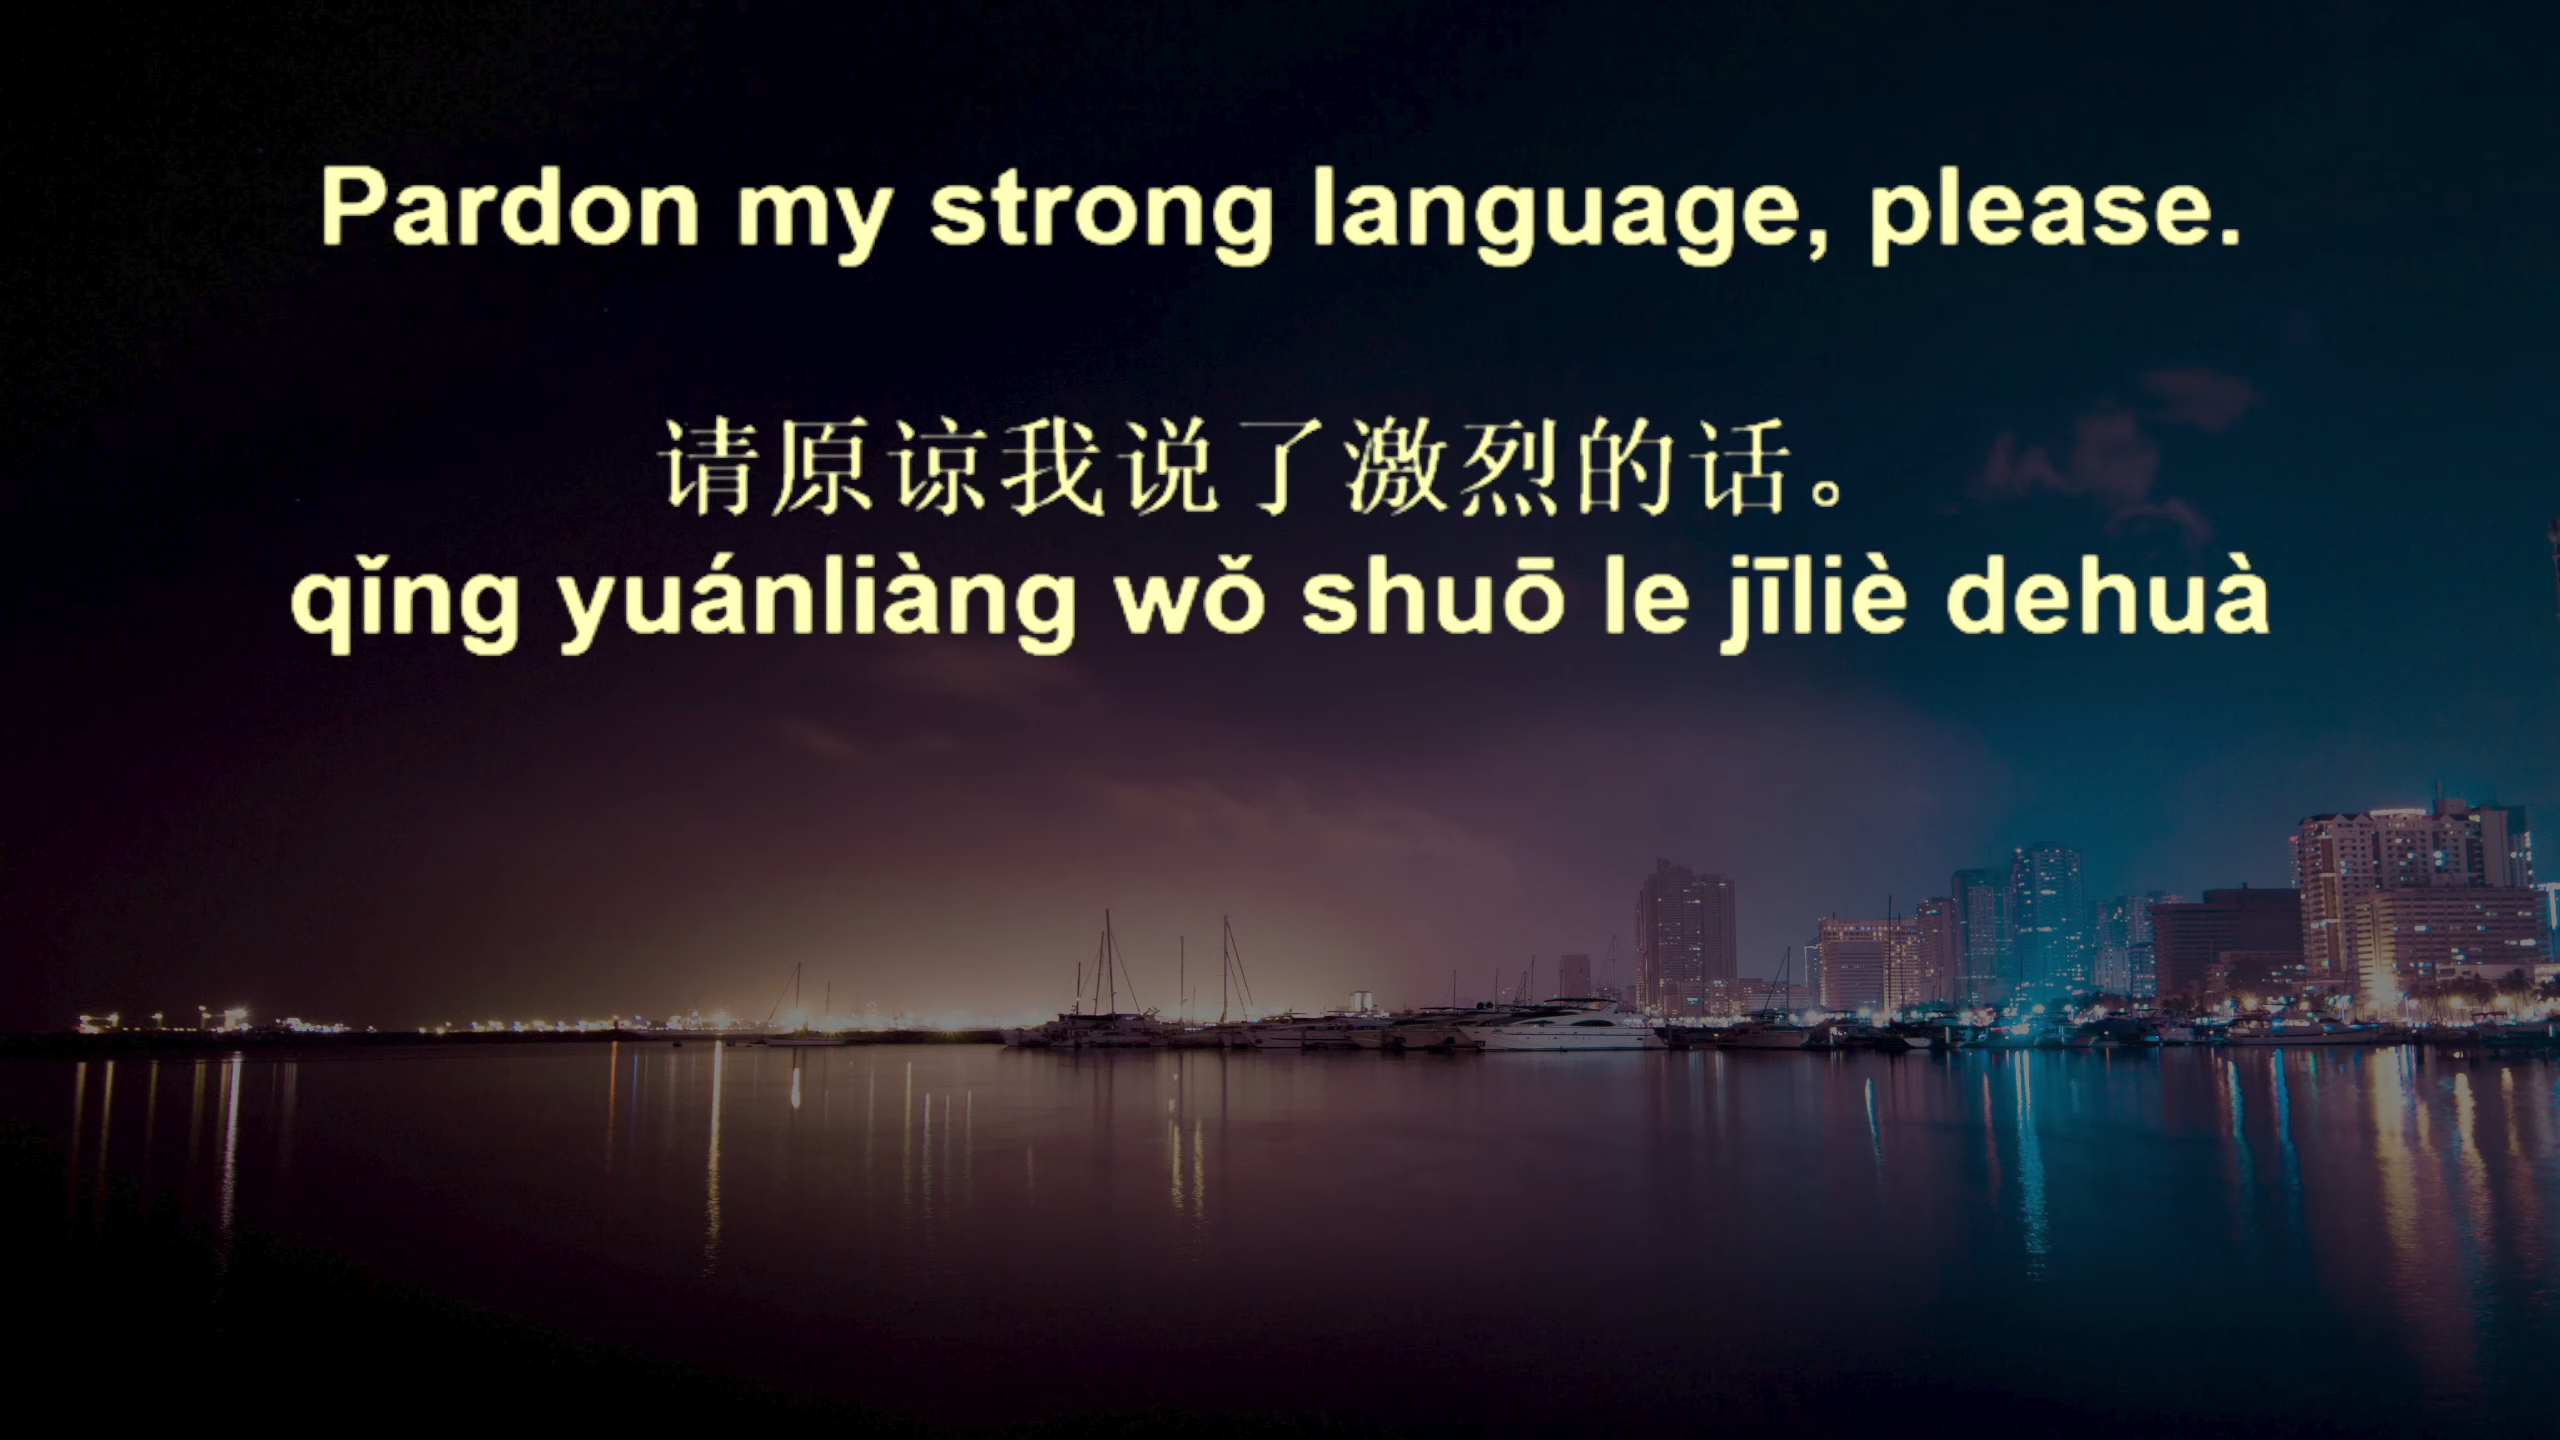 Pardon my strong language, please.
请原谅我说了激烈的话。
qǐng yuánliàng wǒ shuō le jīliè dehuà